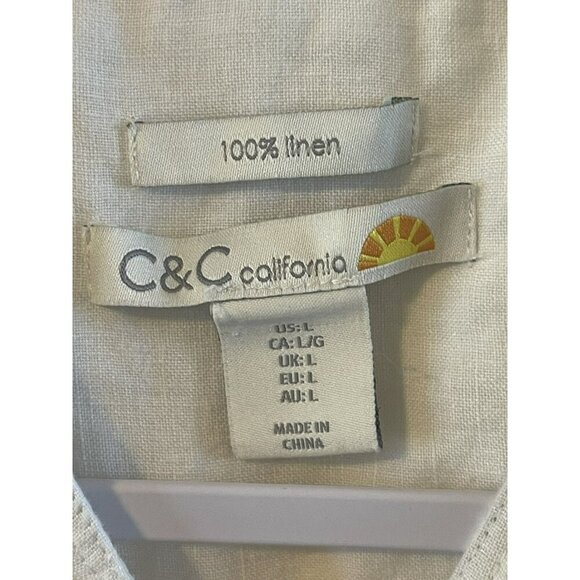 100% linen
C&C california
US: L
CA: L/G
UK: L
EU: L
AU: L
MADE IN
CHINA